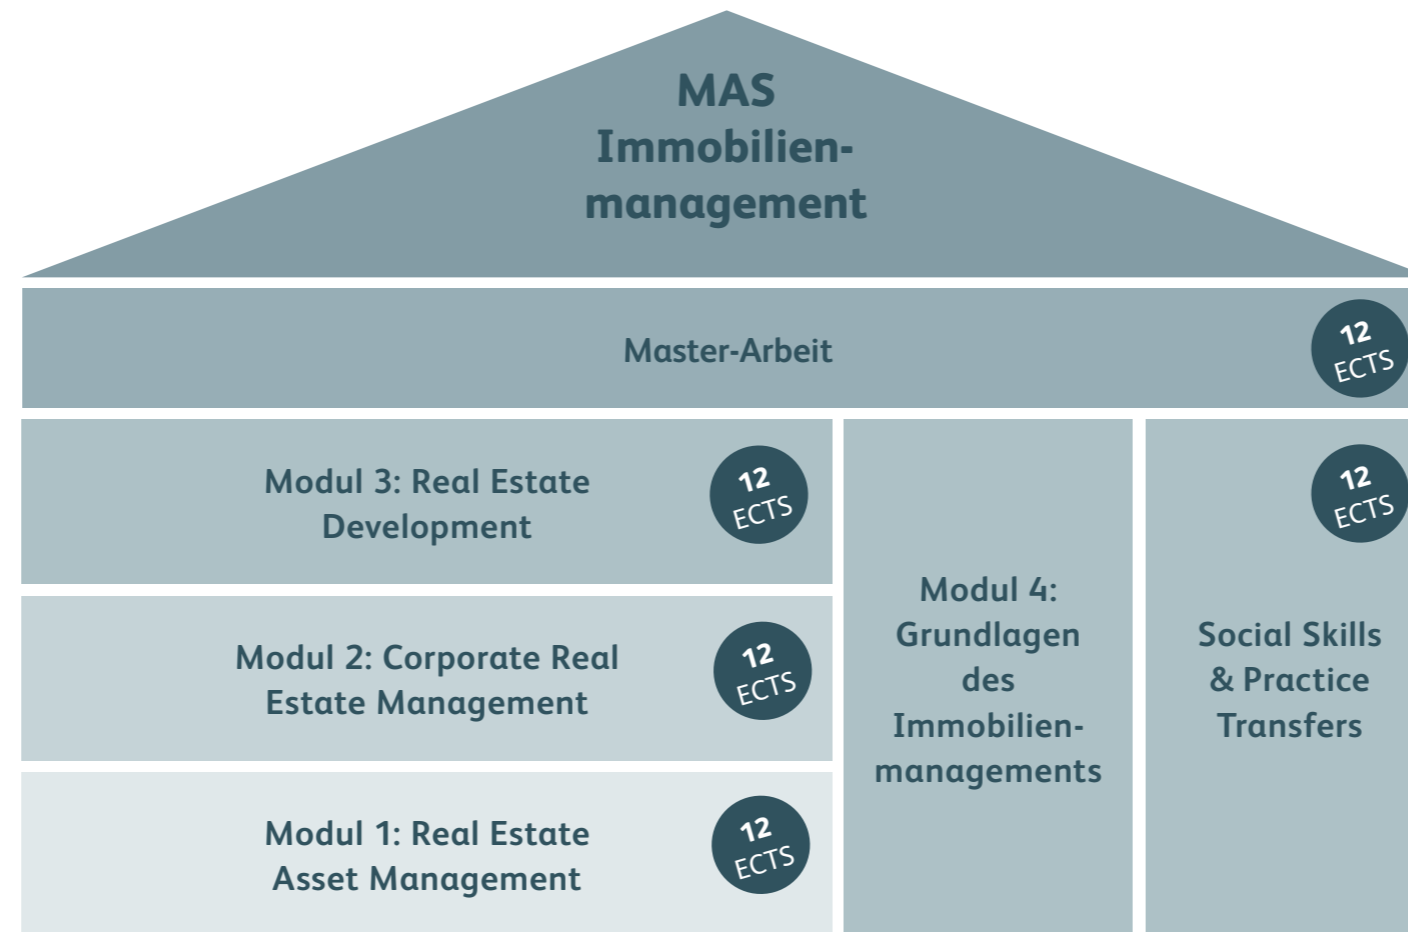 MAS
Immobilien-
management
Master-Arbeit
12
ECTS
Modul 3: Real Estate
Development
12
ECTS
Modul 2: Corporate Real
Estate Management
12
ECTS
Modul 1: Real Estate
Asset Management
12
ECTS
Modul 4:
Grundlagen
des
Immobilien-
managements
12
ECTS
Social Skills
& Practice
Transfers